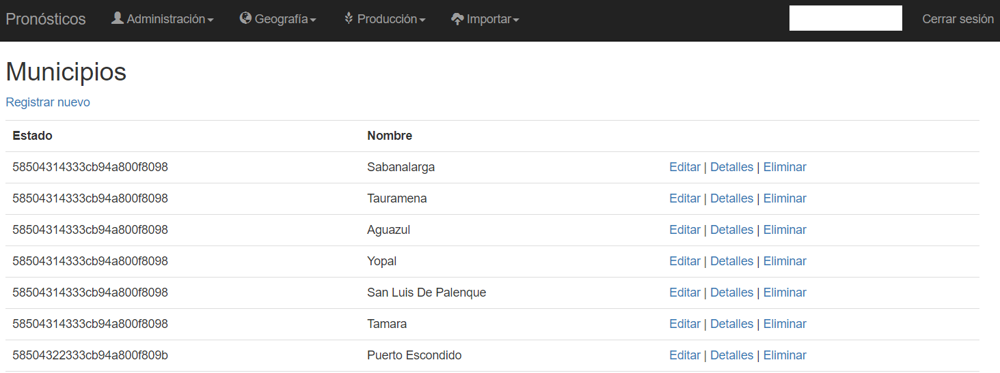 Pronósticos Administración Geografía Producción Importar Cerrar sesión
Municipios
Registrar nuevo
Estado Nombre
58504314333cb94a800f8098 Sabanalarga Editar | Detalles | Eliminar
58504314333cb94a800f8098 Tauramena Editar | Detalles | Eliminar
58504314333cb94a800f8098 Aguazul Editar | Detalles | Eliminar
58504314333cb94a800f8098 Yopal Editar | Detalles | Eliminar
58504314333cb94a800f8098 San Luis De Palenque Editar | Detalles | Eliminar
58504314333cb94a800f8098 Tamara Editar | Detalles | Eliminar
58504322333cb94a800f809b Puerto Escondido Editar | Detalles | Eliminar